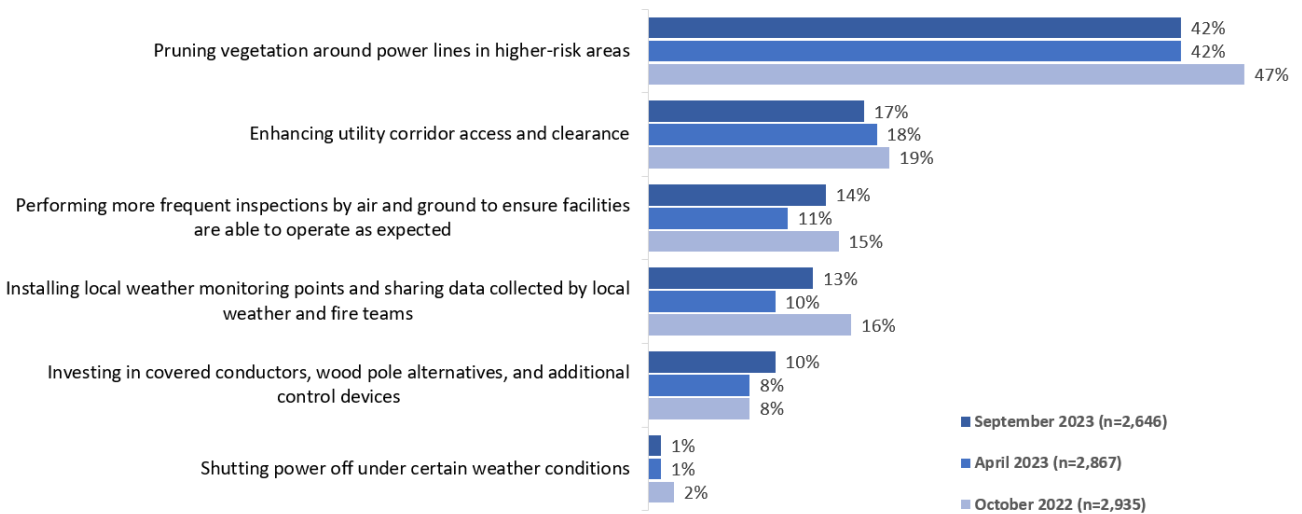 Pruning vegetation around power lines in higher-risk areas
42%
42%
47%
Enhancing utility corridor access and clearance
17%
18%
19%
Performing more frequent inspections by air and ground to ensure facilities
are able to operate as expected
14%
11%
15%
Installing local weather monitoring points and sharing data collected by local
weather and fire teams
13%
10%
16%
Investing in covered conductors, wood pole alternatives, and additional
control devices
10%
8%
8%
Shutting power off under certain weather conditions
1%
1%
2%
September 2023 (n=2,646)
April 2023 (n=2,867)
October 2022 (n=2,935)